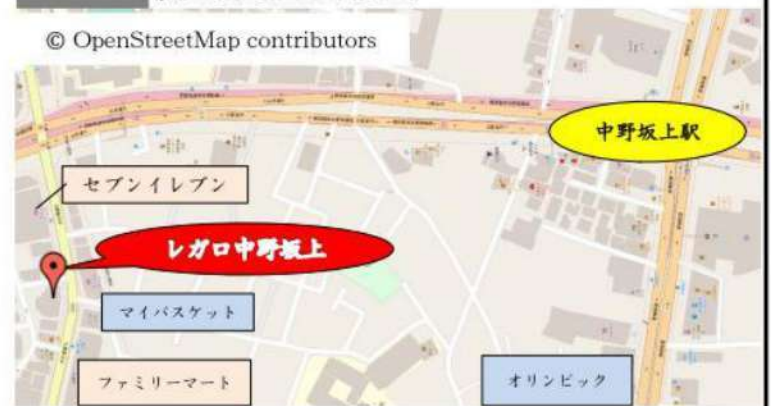 © OpenStreetMap contributors
中野坂上駅
セブンイレブン
レガロ中野坂上
マイバスケット
ファミリーマート
オリンピック